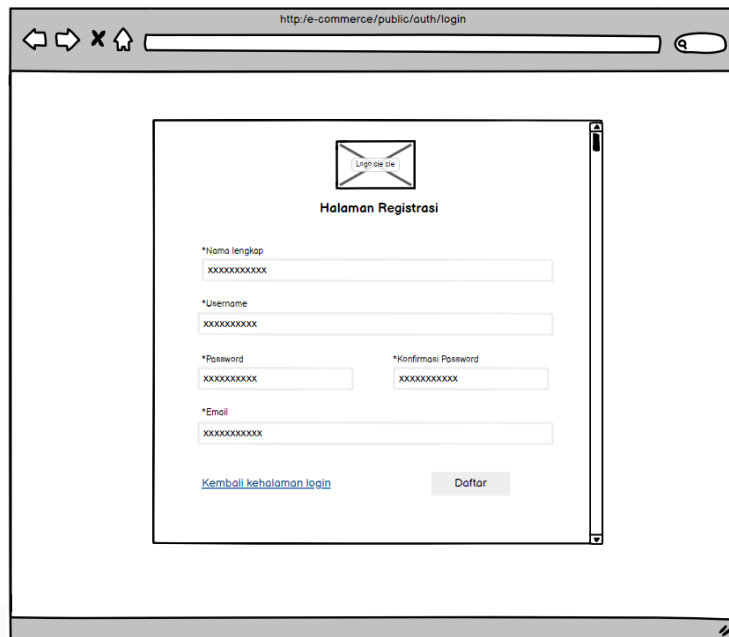 http:/e-commerce/public/auth/login
Logo cie cie
Halaman Registrasi
*Nama lengkap
xxxxxxxxxxx
*Username
xxxxxxxxxx
*Password *Konfirmasi Password
xxxxxxxxxx xxxxxxxxxxx
*Email
xxxxxxxxxxx
Kembali kehalaman login Daftar